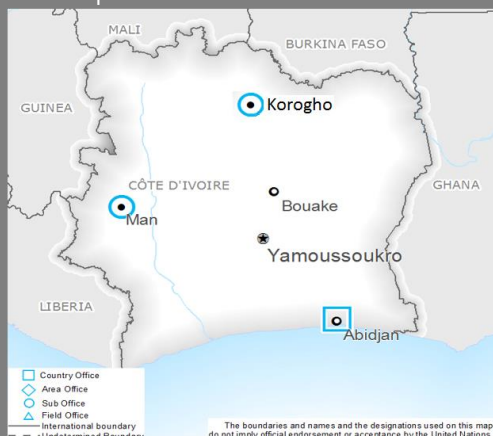 MALI
BURKINA FASO
Korogho
GUINEA
CÔTE D'IVOIRE
GHANA
Bouake
Man
Yamoussoukro
LIBERIA
Abidjan
Country Office
Area Office
Sub Office
Field Office
International boundary
The boundaries and names and the designations used on this map
do not imply official endorsement or acceptance by the United Nations.
Undetermined Boundary